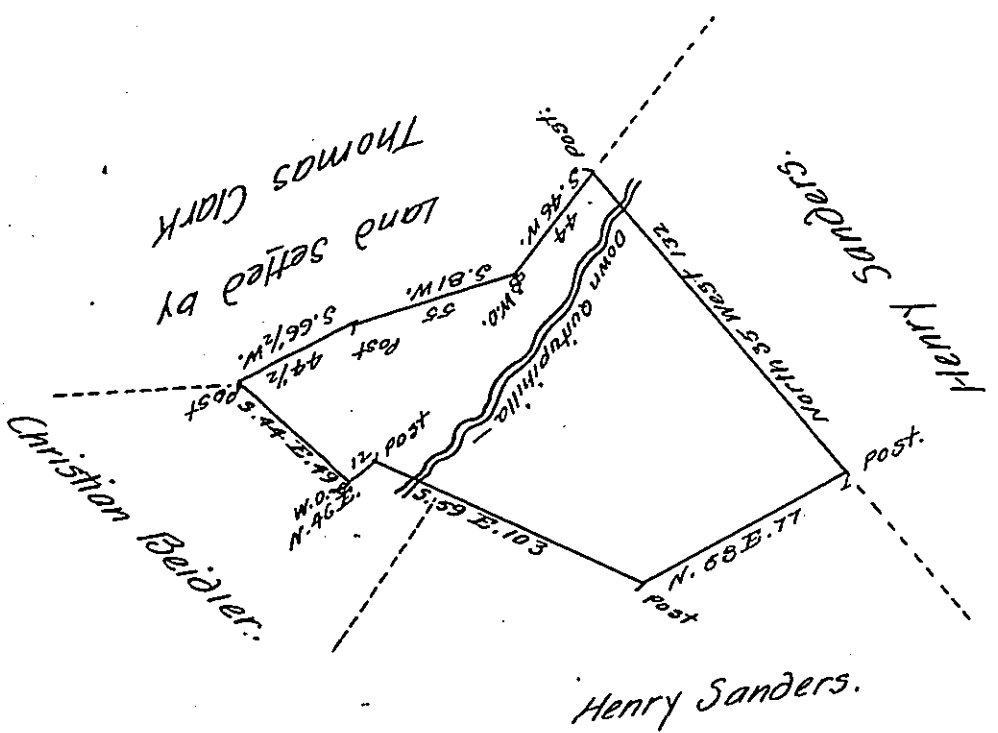 Thomas Clark
Land Settled by
Henry Sanders.
Post.
S. 46 W.
44
W.O.
S. 81 W.
55
Post
S. 66½ W.
44½
Post
S. 44 E. 49
W.O.
N. 46 E.
12
Post
S. 59 E. 103
Post
N. 68 E. 77
Post.
North 35 West 132
Down Quitupihilla
Christian Beidler.
Henry Sanders.